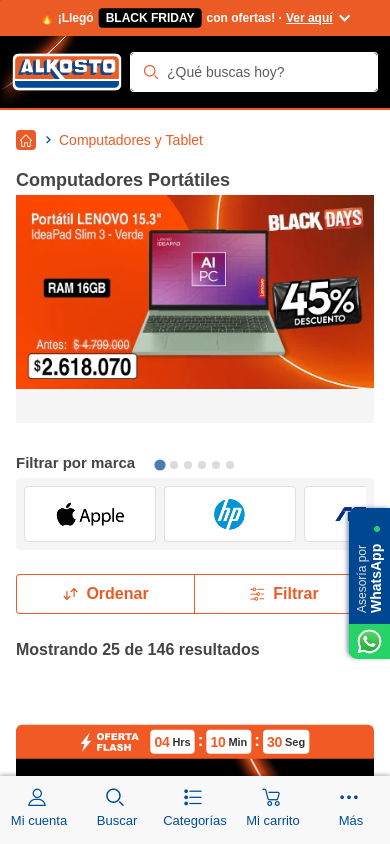 🔥 ¡Llegó BLACK FRIDAY con ofertas! · Ver aquí
ALKOSTO
¿Qué buscas hoy?
Computadores y Tablet
Computadores Portátiles
Portátil LENOVO 15.3"
IdeaPad Slim 3 - Verde
BLACK DAYS
RAM 16GB
AI
PC
Lenovo
45%
DESCUENTO
Antes: $4.799.000
$2.618.070
Filtrar por marca
Apple
hp
Ordenar
Filtrar
Asesoría por
WhatsApp
Mostrando 25 de 146 resultados
OFERTA
FLASH
04 Hrs : 10 Min : 30 Seg
Mi cuenta
Buscar
Categorías
Mi carrito
Más